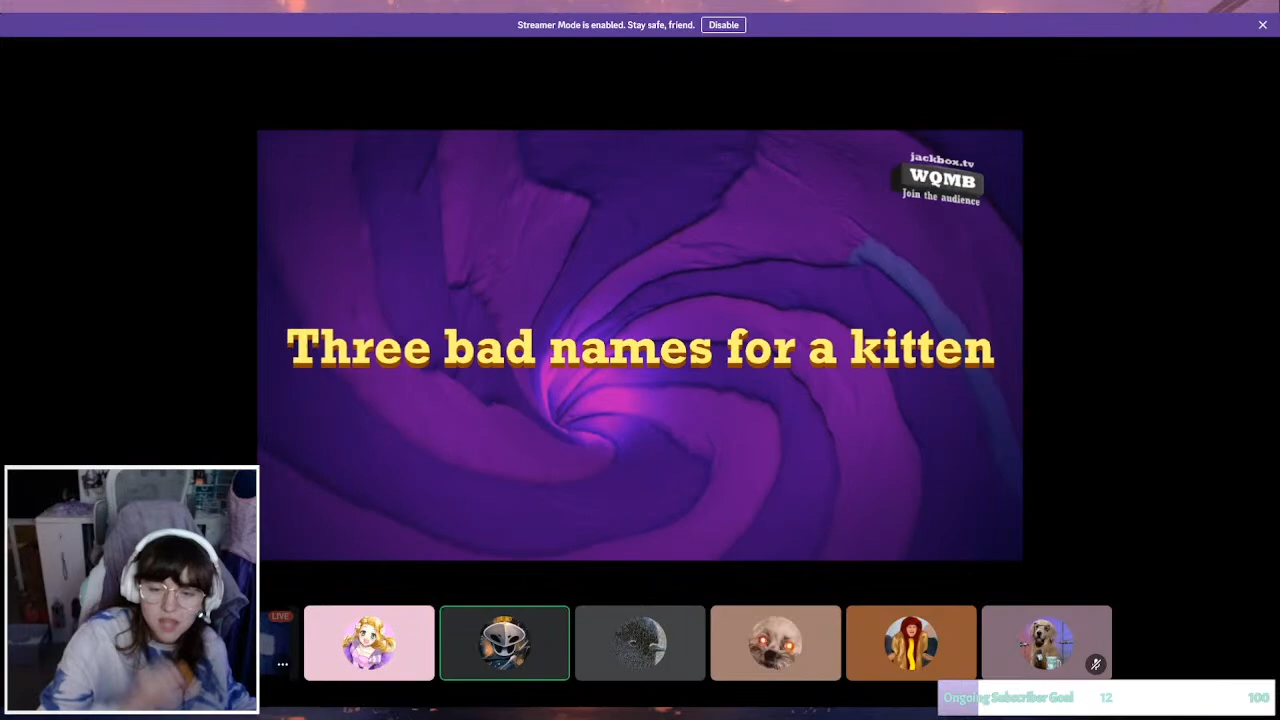 Streamer Mode is enabled. Stay safe, friend. Disable
jackbox.tv
WQMB
Join the audience
Three bad names for a kitten
LIVE
Ongoing Subscriber Goal 12 100